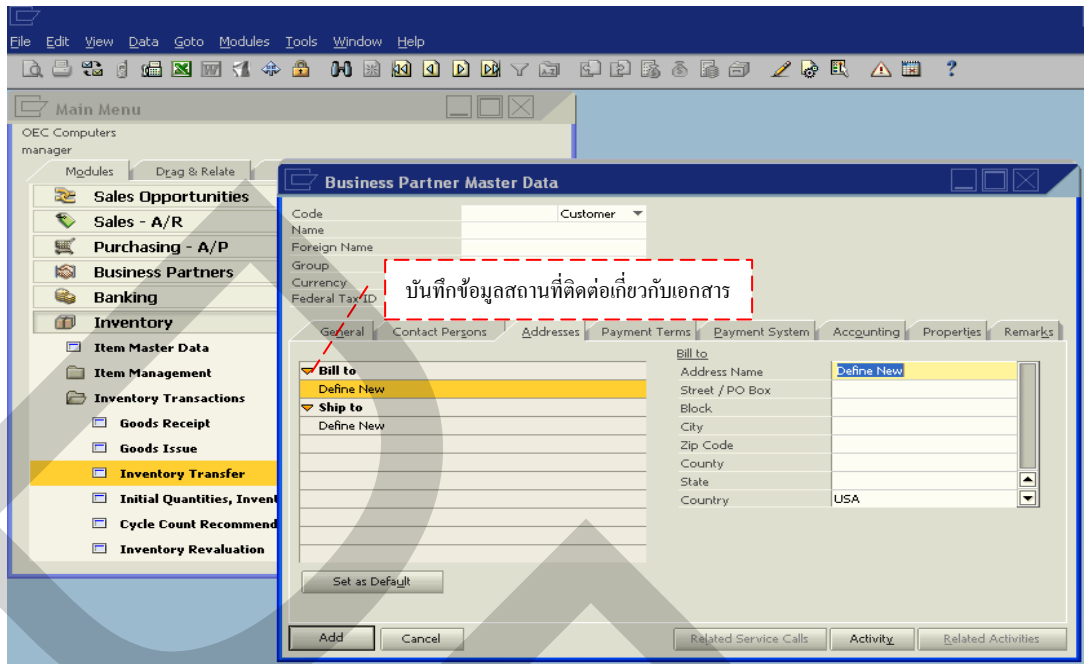 File Edit View Data Goto Modules Tools Window Help
Main Menu
OEC Computers
manager
Modules Drag & Relate
Sales Opportunities
Sales - A/R
Purchasing - A/P
Business Partners
Banking
Inventory
Item Master Data
Item Management
Inventory Transactions
Goods Receipt
Goods Issue
Inventory Transfer
Initial Quantities, Invent
Cycle Count Recommend
Inventory Revaluation
Business Partner Master Data
Code Customer
Name
Foreign Name
Group
Currency
Federal Tax ID
บันทึกข้อมูลสถานที่ติดต่อเกี่ยวกับเอกสาร
General Contact Persons Addresses Payment Terms Payment System Accounting Properties Remarks
Bill to
Define New
Ship to
Define New
Set as Default
Bill to
Address Name Define New
Street / PO Box
Block
City
Zip Code
County
State
Country USA
Add Cancel Related Service Calls Activity Related Activities